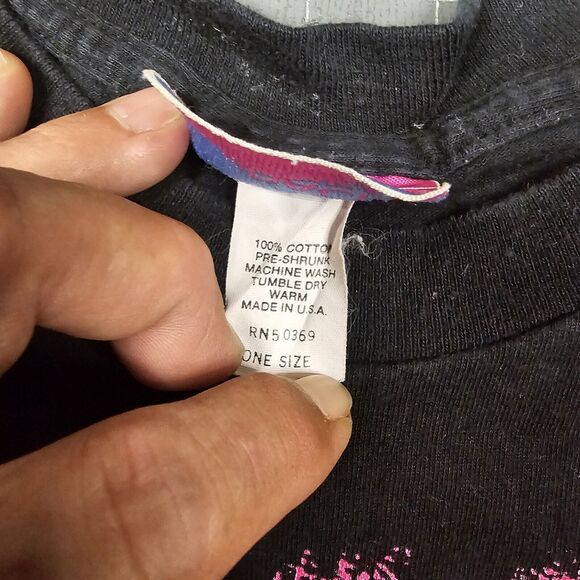 100% COTTON
PRE-SHRUNK
MACHINE WASH
TUMBLE DRY
WARM
MADE IN U.S.A.
RN50369
ONE SIZE